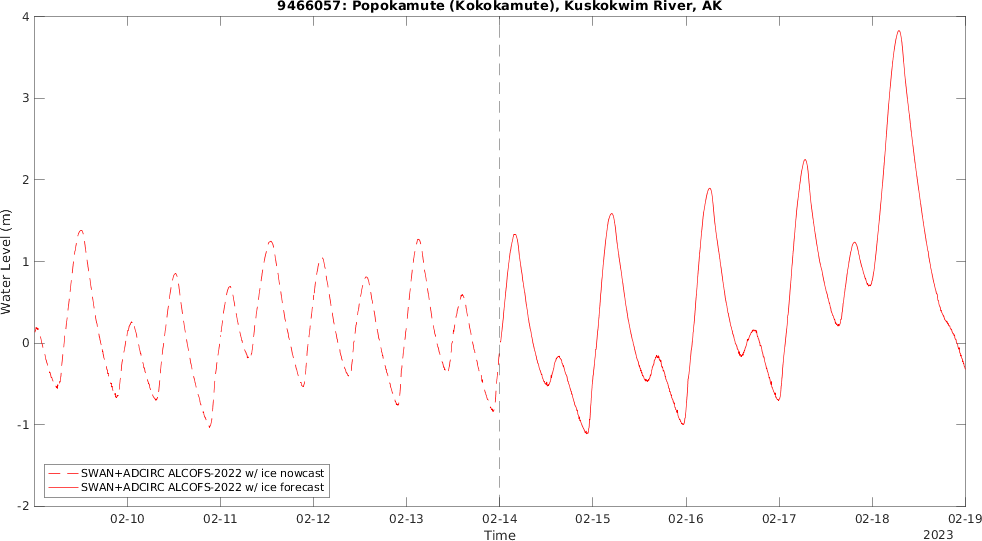 9466057: Popokamute (Kokokamute), Kuskokwim River, AK
4
3
2
1
0
-1
-2
Water Level (m)
SWAN+ADCIRC ALCOFS-2022 w/ ice nowcast
SWAN+ADCIRC ALCOFS-2022 w/ ice forecast
02-10 02-11 02-12 02-13 02-14 02-15 02-16 02-17 02-18 02-19
Time
2023